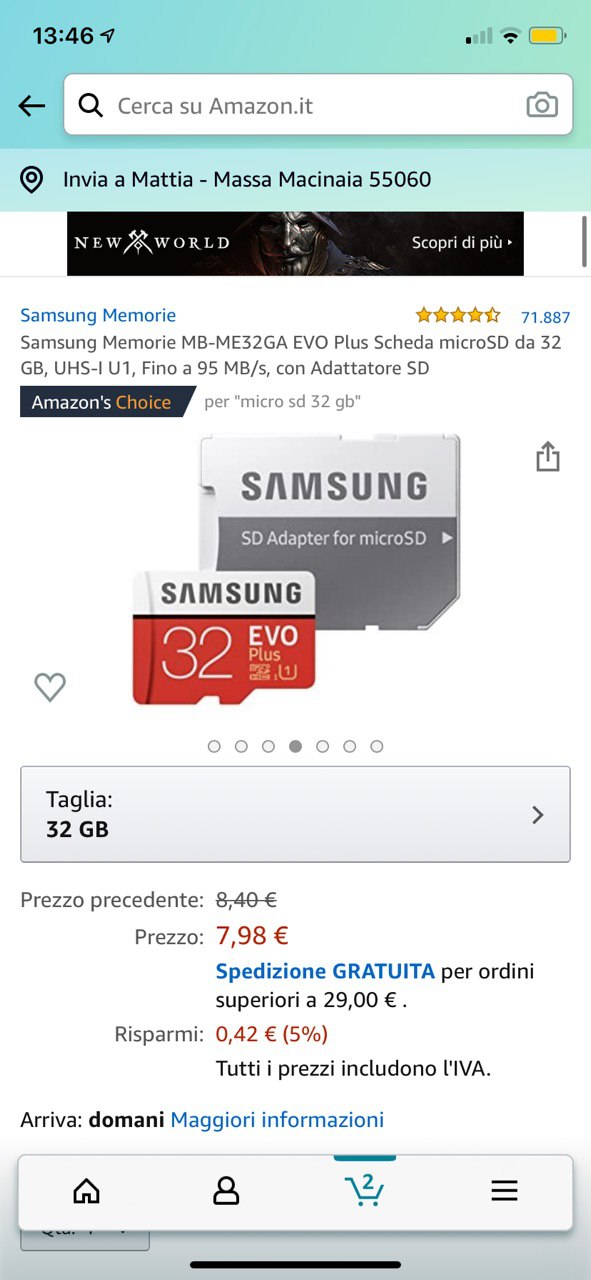 13:46
Cerca su Amazon.it
Invia a Mattia - Massa Macinaia 55060
NEW WORLD
Scopri di più
Samsung Memorie
71.887
Samsung Memorie MB-ME32GA EVO Plus Scheda microSD da 32
GB, UHS-I U1, Fino a 95 MB/s, con Adattatore SD
Amazon's Choice per "micro sd 32 gb"
SAMSUNG
SD Adapter for microSD
SAMSUNG
32 EVO
Plus
Taglia:
32 GB
Prezzo precedente: 8,40 €
Prezzo: 7,98 €
Spedizione GRATUITA per ordini
superiori a 29,00 € .
Risparmi: 0,42 € (5%)
Tutti i prezzi includono l'IVA.
Arriva: domani Maggiori informazioni
2